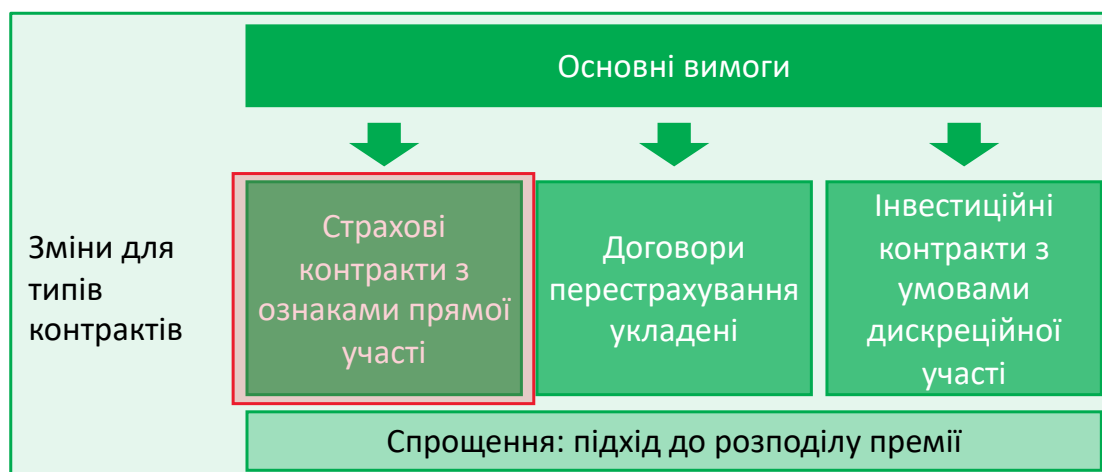 Основні вимоги
Зміни для
типів
контрактів
Страхові
контракти з
ознаками прямої
участі
Договори
перестрахування
укладені
Інвестиційні
контракти з
умовами
дискреційної
участі
Спрощення: підхід до розподілу премії